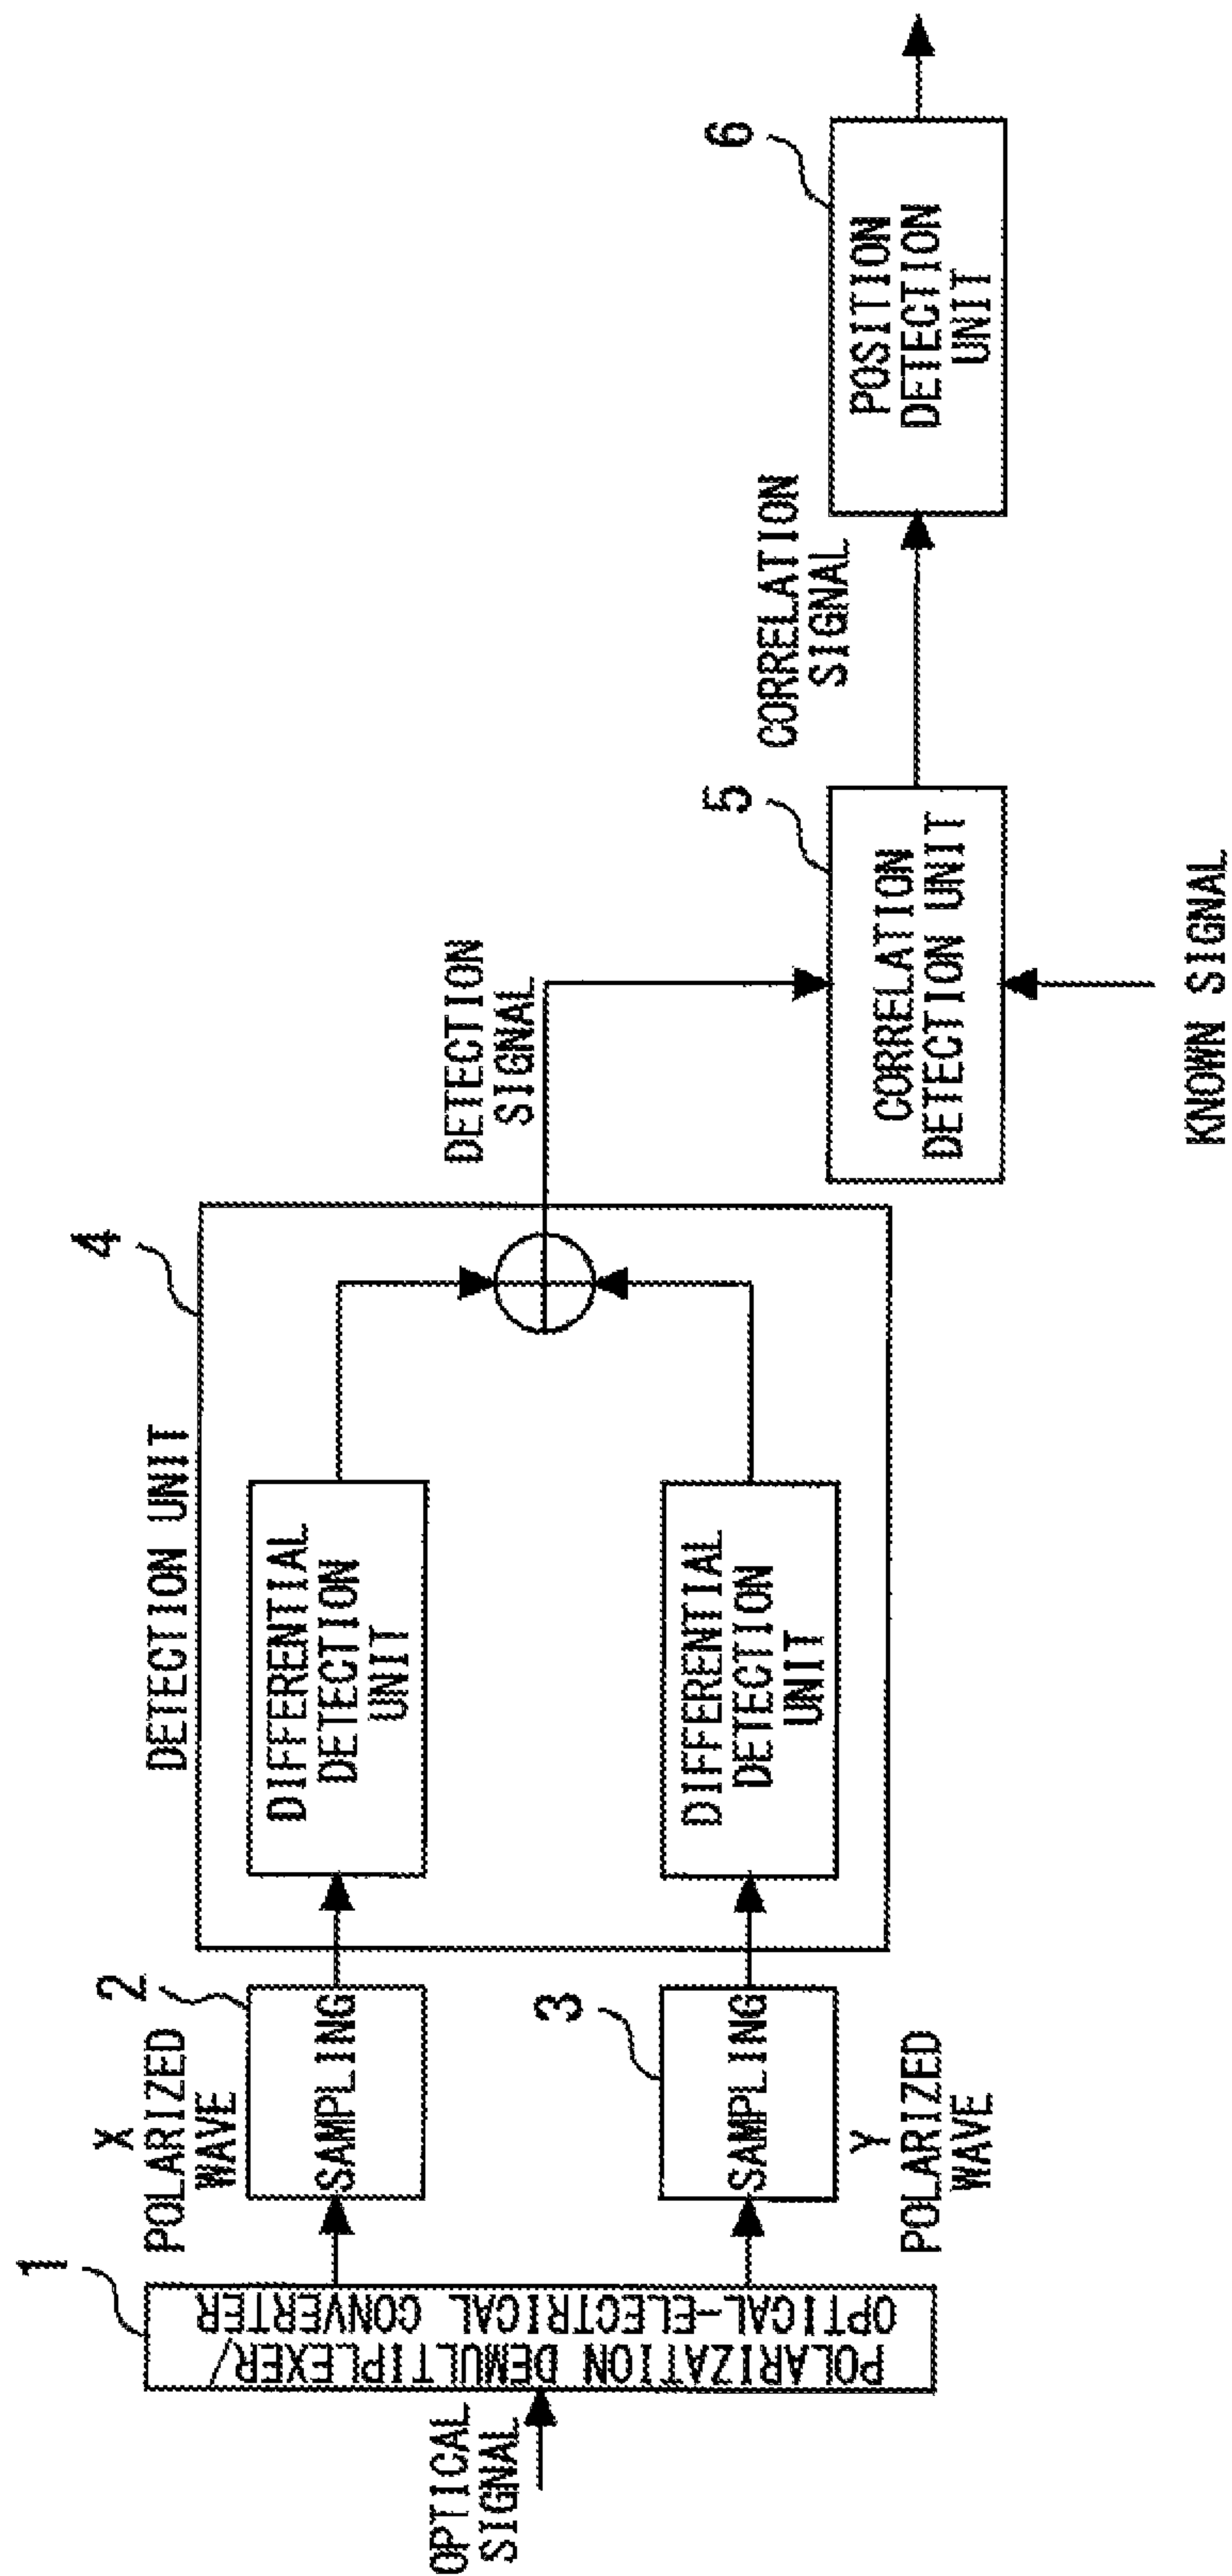 OPTICAL
SIGNAL
1
POLARIZATION DEMULTIPLEXER/
OPTICAL-ELECTRICAL CONVERTER
X
POLARIZED
WAVE
2
SAMPLING
3
SAMPLING
Y
POLARIZED
WAVE
DETECTION UNIT
4
DIFFERENTIAL
DETECTION
UNIT
DIFFERENTIAL
DETECTION
UNIT
DETECTION
SIGNAL
5
CORRELATION
DETECTION UNIT
KNOWN SIGNAL
CORRELATION
SIGNAL
6
POSITION
DETECTION
UNIT